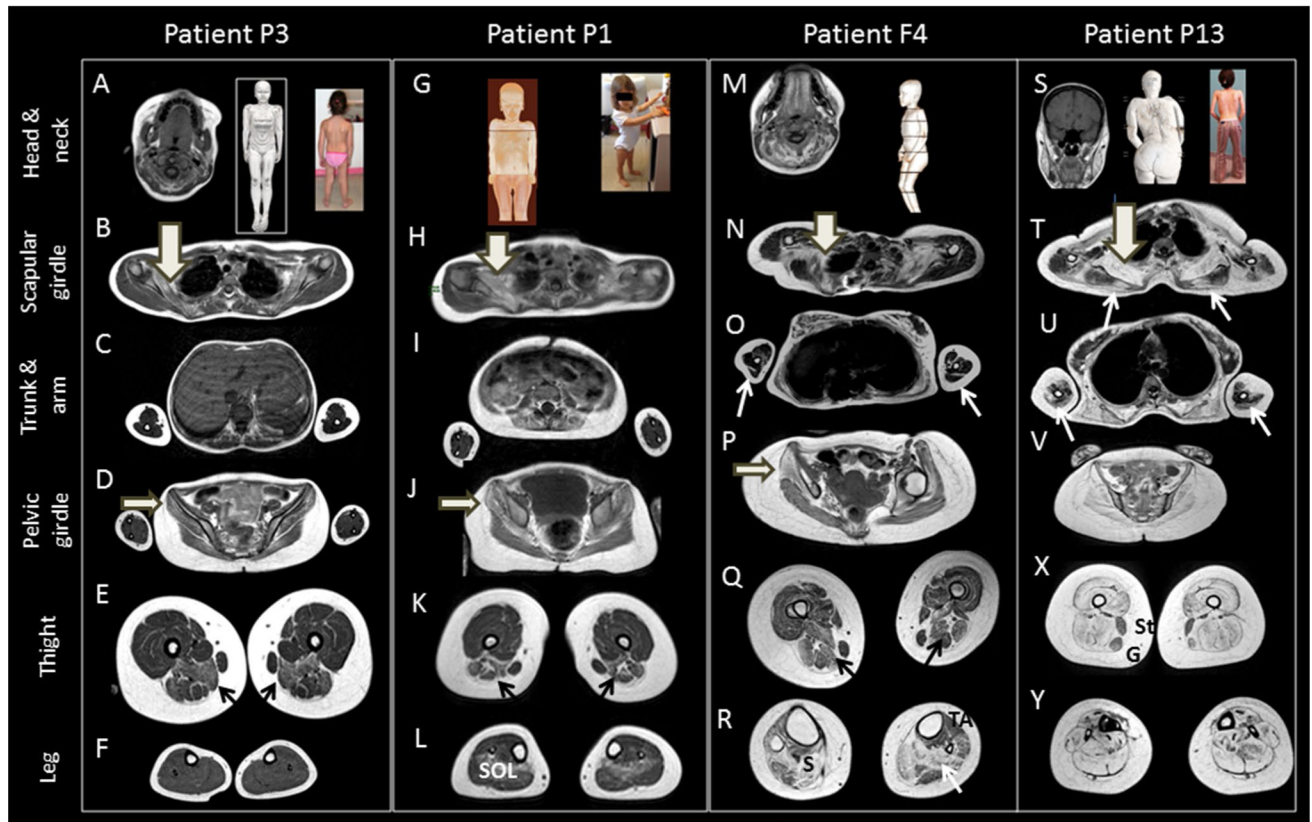 Patient P3 Patient P1 Patient F4 Patient P13
Head &
neck
A G M S
Scapular
girdle
B H N T
Trunk &
arm
C I O U
Pelvic
girdle
D J P V
Thight
E K Q X
St
G
Leg
F L R Y
SOL S TA